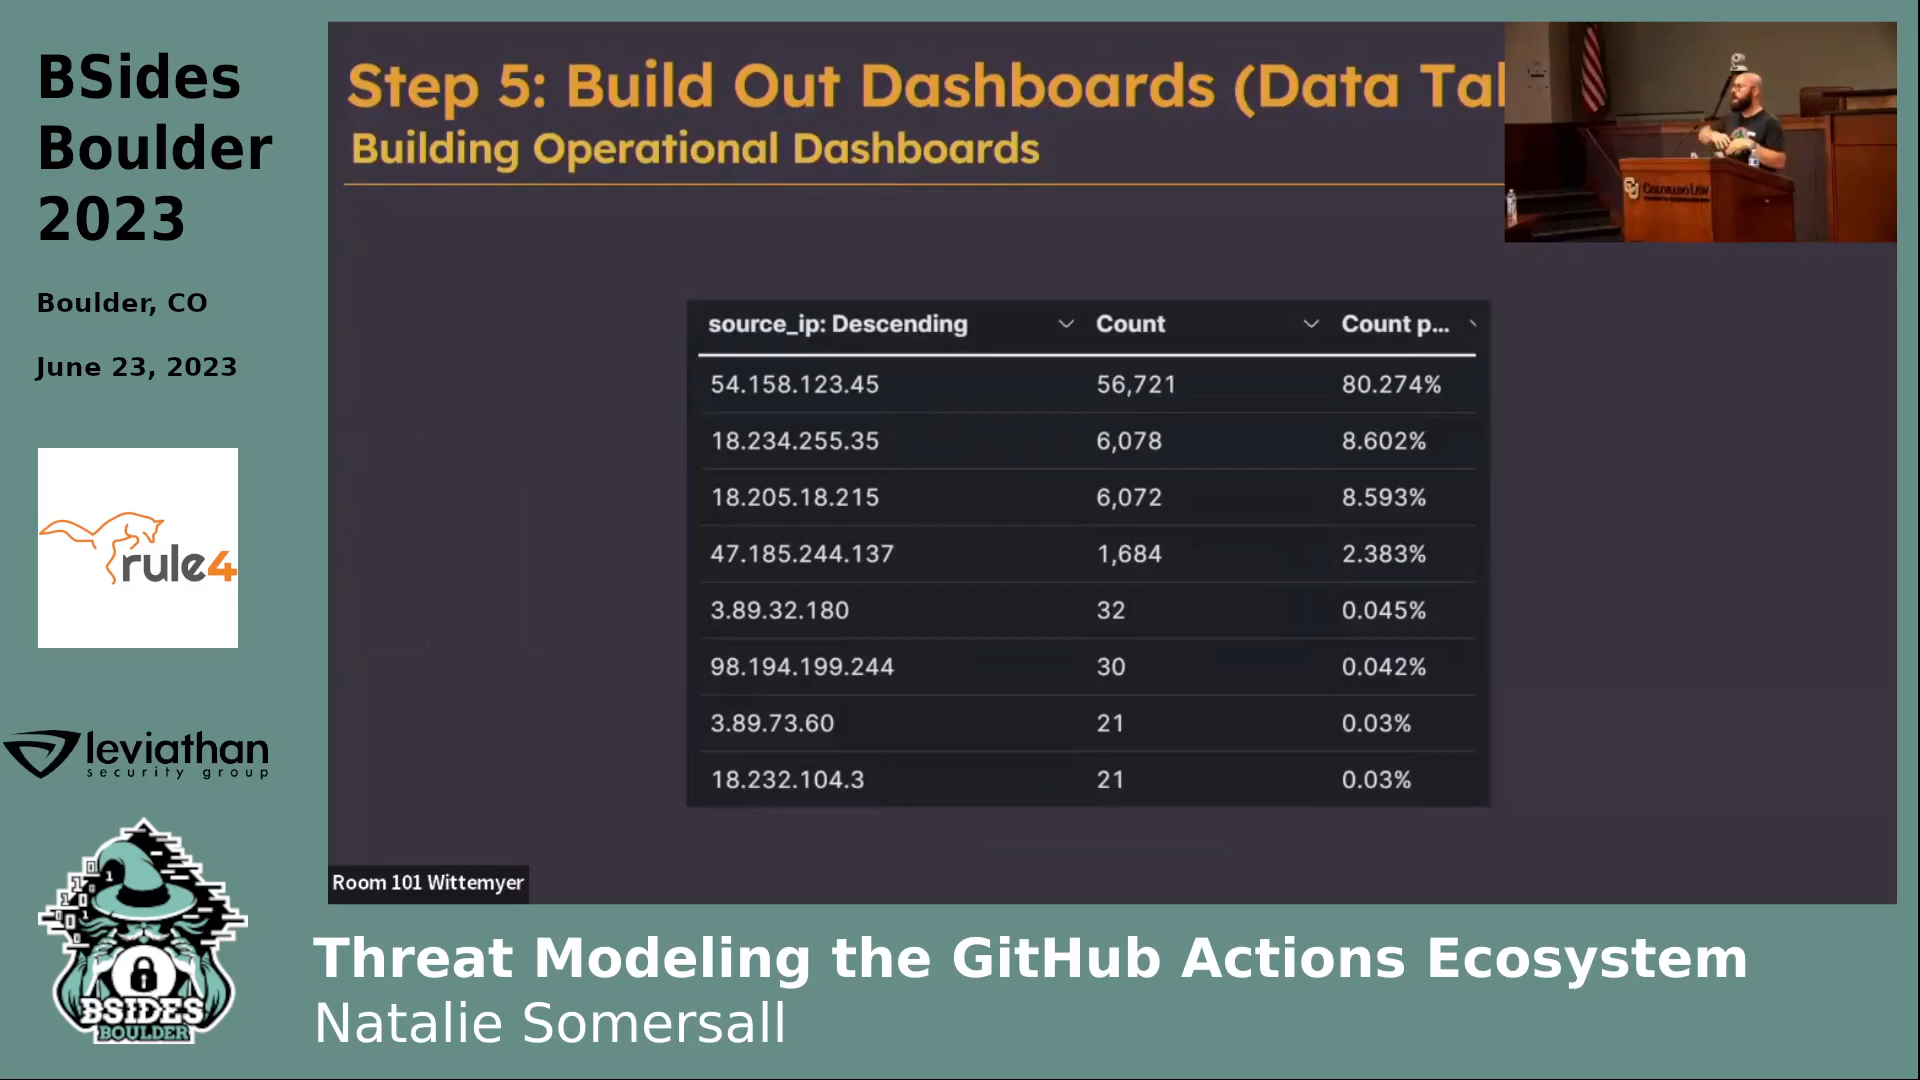 BSides
Boulder
2023
Boulder, CO
June 23, 2023
rule4
leviathan
security group
BSIDES
BOULDER
Step 5: Build Out Dashboards (Data Tal
Building Operational Dashboards
COLORADO LAW
source_ip: Descending Count Count p...
54.158.123.45 56,721 80.274%
18.234.255.35 6,078 8.602%
18.205.18.215 6,072 8.593%
47.185.244.137 1,684 2.383%
3.89.32.180 32 0.045%
98.194.199.244 30 0.042%
3.89.73.60 21 0.03%
18.232.104.3 21 0.03%
Room 101 Wittemyer
Threat Modeling the GitHub Actions Ecosystem
Natalie Somersall